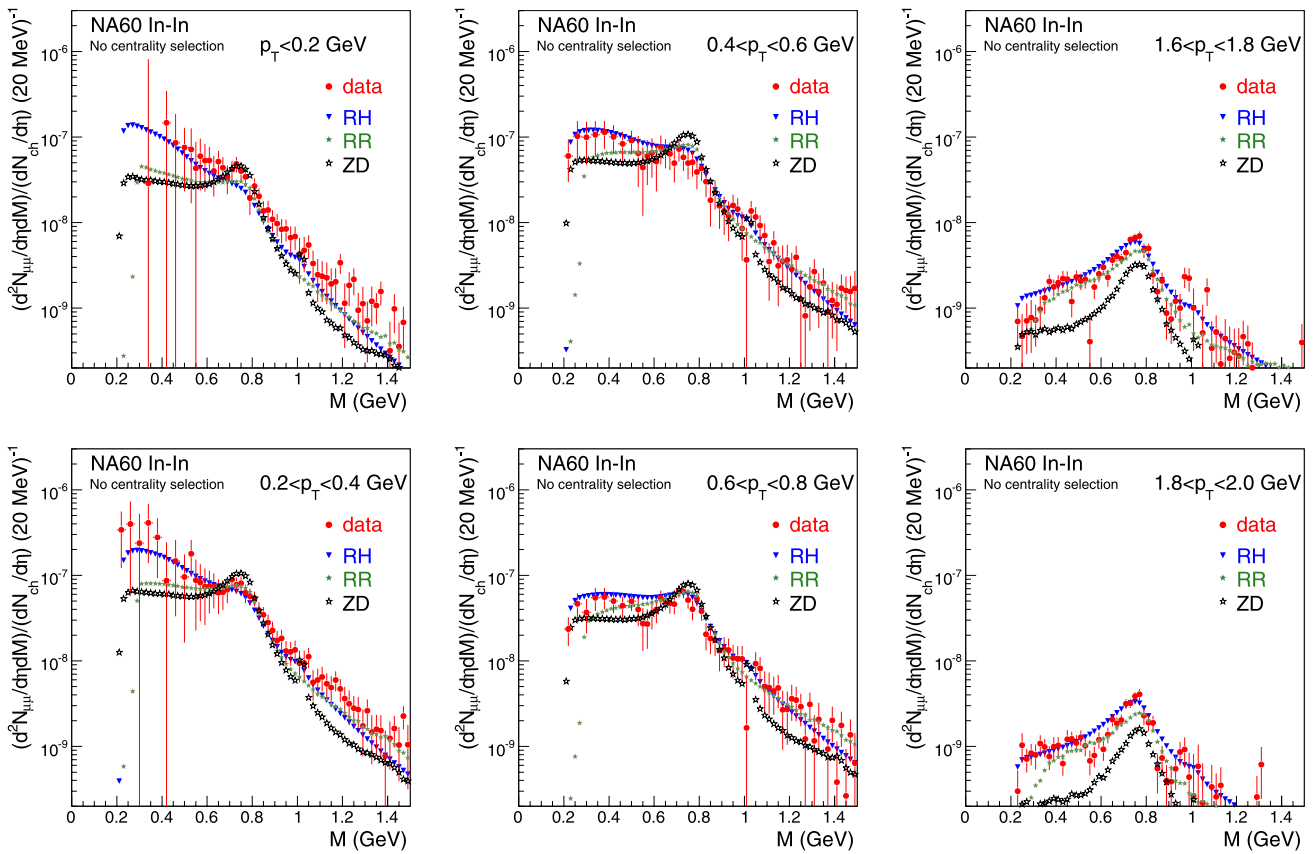 (d²N_μμ/dηdM)/(dN_ch/dη) (20 MeV)⁻¹
10⁻⁶
10⁻⁷
10⁻⁸
10⁻⁹
NA60 In-In
No centrality selection
p_T<0.2 GeV
data
RH
RR
ZD
0 0.2 0.4 0.6 0.8 1 1.2 1.4
M (GeV)
(d²N_μμ/dηdM)/(dN_ch/dη) (20 MeV)⁻¹
10⁻⁶
10⁻⁷
10⁻⁸
10⁻⁹
NA60 In-In
No centrality selection
0.4<p_T<0.6 GeV
data
RH
RR
ZD
0 0.2 0.4 0.6 0.8 1 1.2 1.4
M (GeV)
(d²N_μμ/dηdM)/(dN_ch/dη) (20 MeV)⁻¹
10⁻⁶
10⁻⁷
10⁻⁸
10⁻⁹
NA60 In-In
No centrality selection
1.6<p_T<1.8 GeV
data
RH
RR
ZD
0 0.2 0.4 0.6 0.8 1 1.2 1.4
M (GeV)
(d²N_μμ/dηdM)/(dN_ch/dη) (20 MeV)⁻¹
10⁻⁶
10⁻⁷
10⁻⁸
10⁻⁹
NA60 In-In
No centrality selection
0.2<p_T<0.4 GeV
data
RH
RR
ZD
0 0.2 0.4 0.6 0.8 1 1.2 1.4
M (GeV)
(d²N_μμ/dηdM)/(dN_ch/dη) (20 MeV)⁻¹
10⁻⁶
10⁻⁷
10⁻⁸
10⁻⁹
NA60 In-In
No centrality selection
0.6<p_T<0.8 GeV
data
RH
RR
ZD
0 0.2 0.4 0.6 0.8 1 1.2 1.4
M (GeV)
(d²N_μμ/dηdM)/(dN_ch/dη) (20 MeV)⁻¹
10⁻⁶
10⁻⁷
10⁻⁸
10⁻⁹
NA60 In-In
No centrality selection
1.8<p_T<2.0 GeV
data
RH
RR
ZD
0 0.2 0.4 0.6 0.8 1 1.2 1.4
M (GeV)